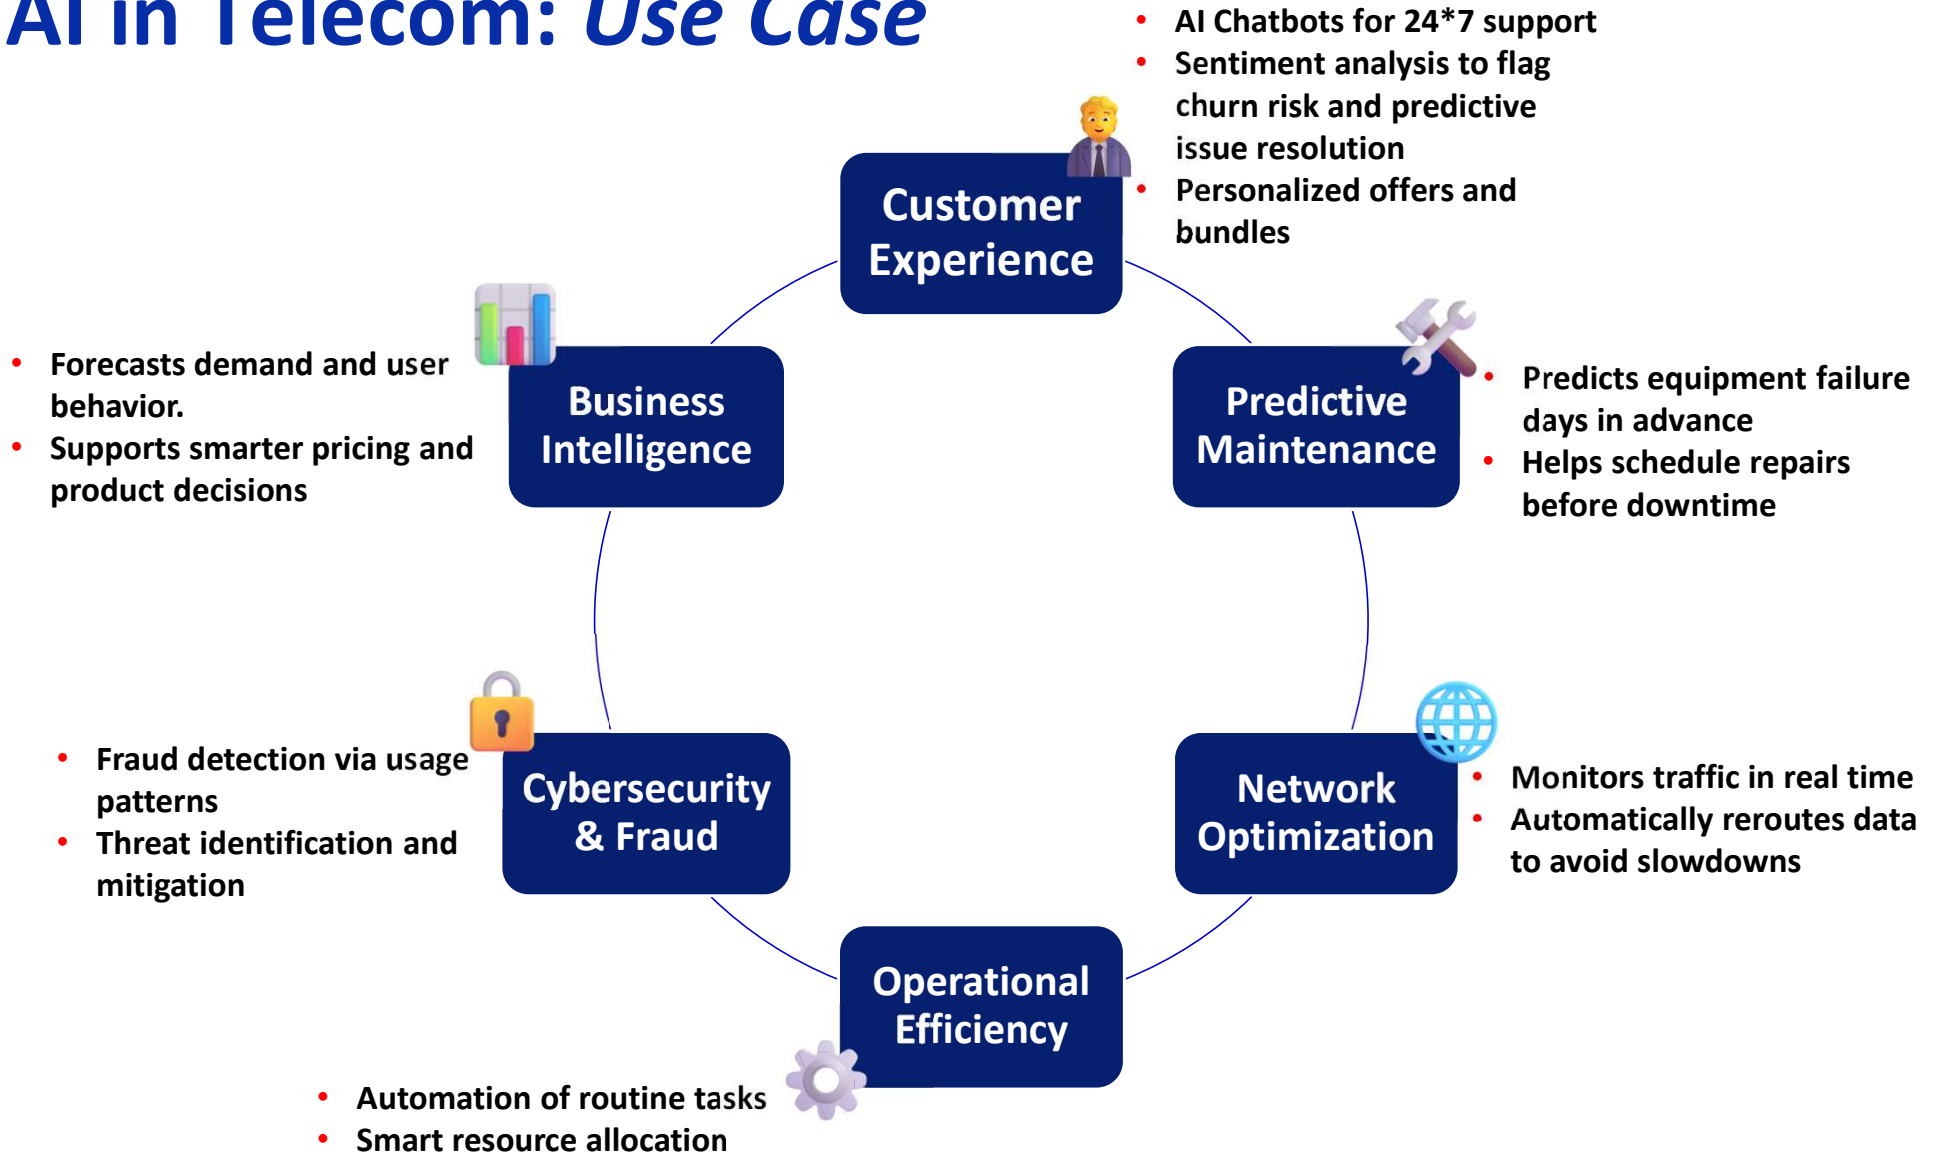 AI in Telecom: Use Case
• AI Chatbots for 24*7 support
• Sentiment analysis to flag
churn risk and predictive
issue resolution
• Personalized offers and
bundles
Customer
Experience
Predictive
Maintenance
• Predicts equipment failure
days in advance
• Helps schedule repairs
before downtime
Network
Optimization
• Monitors traffic in real time
• Automatically reroutes data
to avoid slowdowns
Operational
Efficiency
• Automation of routine tasks
• Smart resource allocation
Cybersecurity
& Fraud
• Fraud detection via usage
patterns
• Threat identification and
mitigation
Business
Intelligence
• Forecasts demand and user
behavior.
• Supports smarter pricing and
product decisions